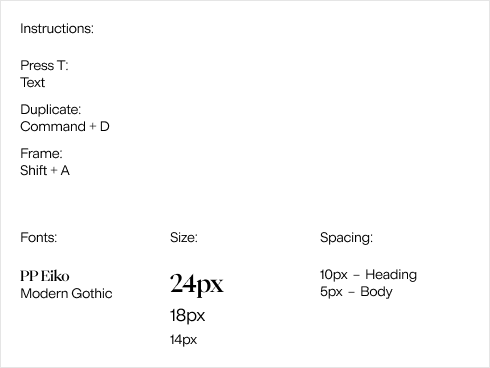 Instructions:
Press T:
Text
Duplicate:
Command + D
Frame:
Shift + A
Fonts:
PP Eiko
Modern Gothic
Size:
24px
18px
14px
Spacing:
10px – Heading
5px – Body